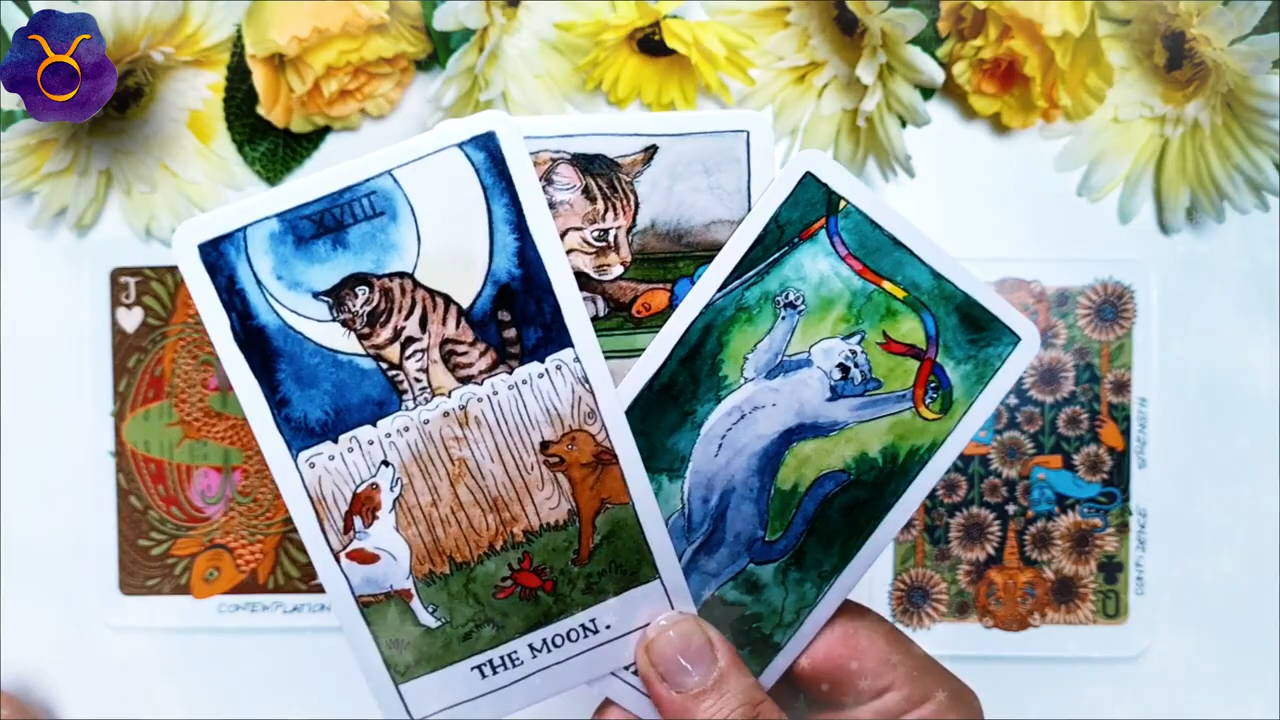 XVIII
THE MOON.
J
CONTEMPLATION
STRENGTH
CONFIDENCE
Q